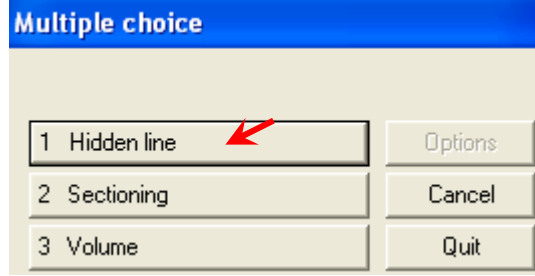 Multiple choice
1 Hidden line
Options
2 Sectioning
Cancel
3 Volume
Quit